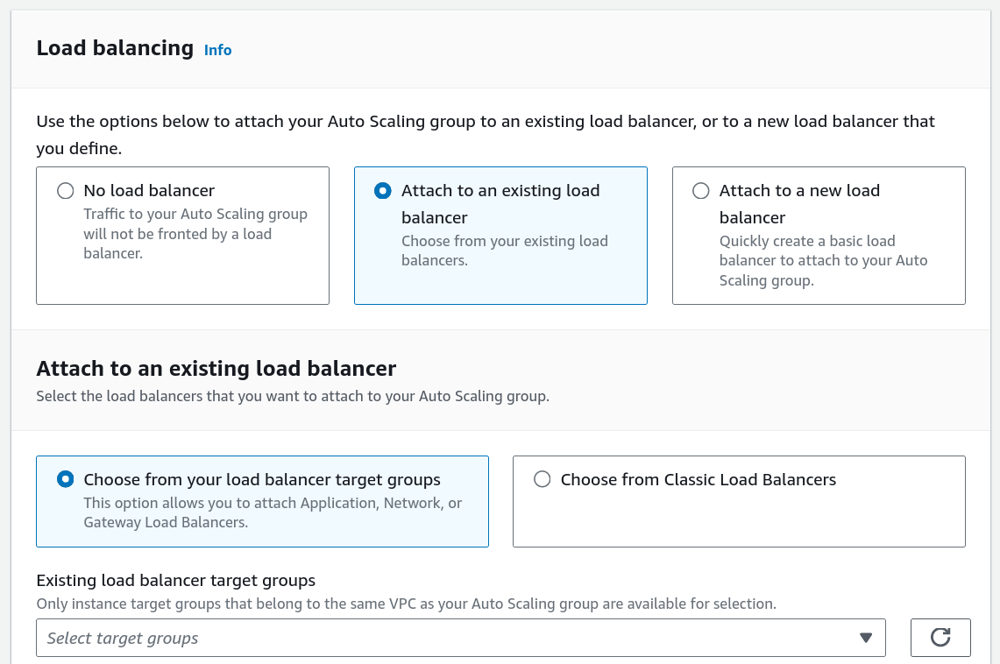 Load balancing Info
Use the options below to attach your Auto Scaling group to an existing load balancer, or to a new load balancer that
you define.
No load balancer
Traffic to your Auto Scaling group
will not be fronted by a load
balancer.
Attach to an existing load
balancer
Choose from your existing load
balancers.
Attach to a new load
balancer
Quickly create a basic load
balancer to attach to your Auto
Scaling group.
Attach to an existing load balancer
Select the load balancers that you want to attach to your Auto Scaling group.
Choose from your load balancer target groups
This option allows you to attach Application, Network, or
Gateway Load Balancers.
Choose from Classic Load Balancers
Existing load balancer target groups
Only instance target groups that belong to the same VPC as your Auto Scaling group are available for selection.
Select target groups